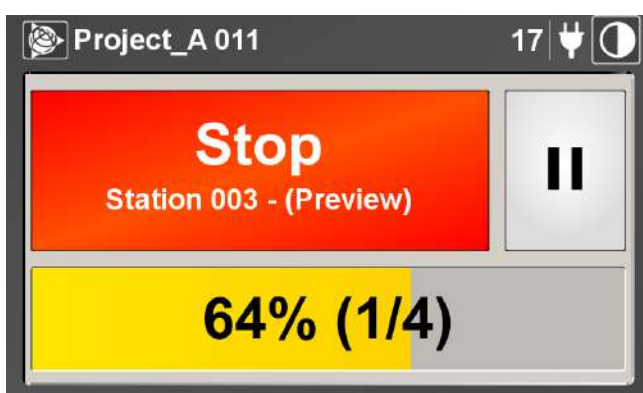 Project_A 011
17
Stop
Station 003 - (Preview)
64% (1/4)